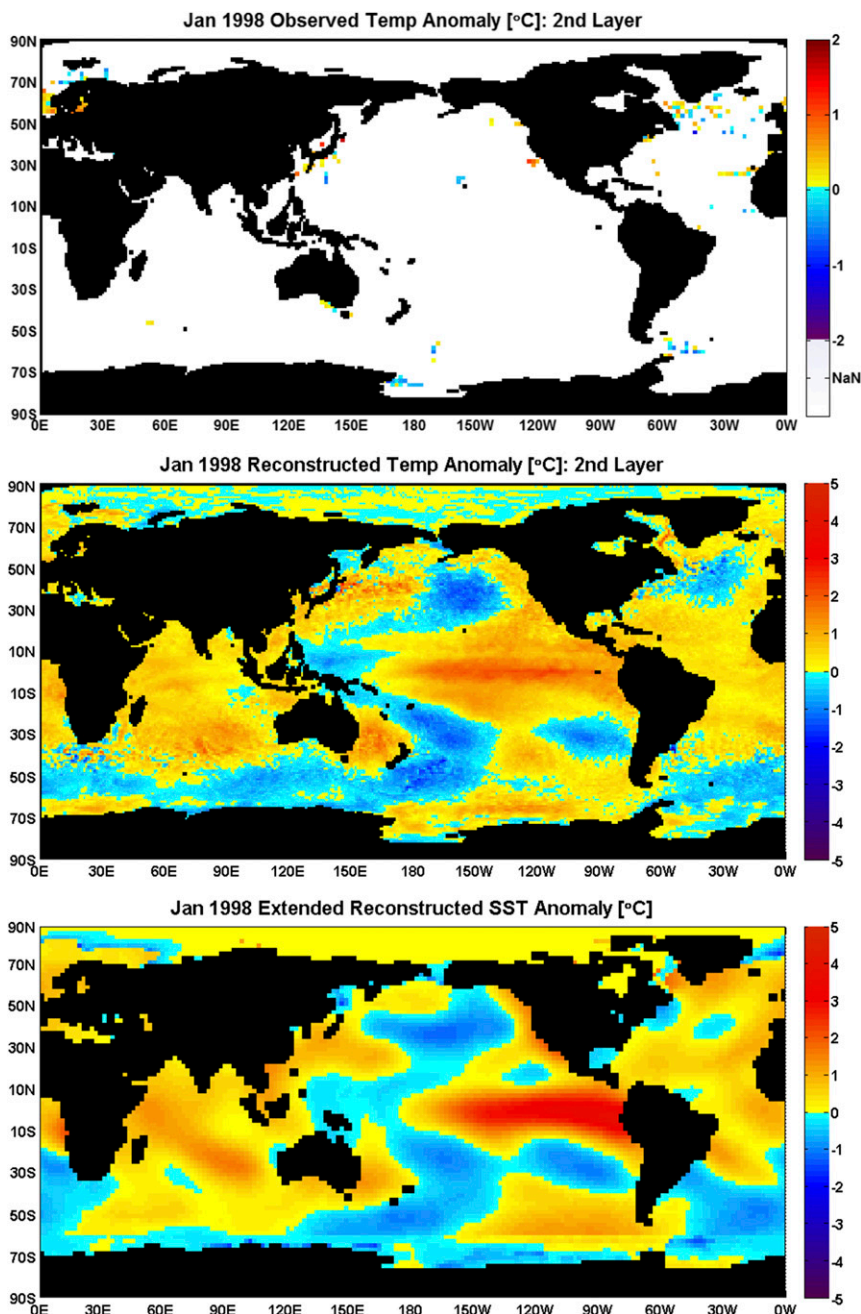 Jan 1998 Observed Temp Anomaly [ºC]: 2nd Layer
90N
70N
50N
30N
10N
10S
30S
50S
70S
90S
0E 30E 60E 90E 120E 150E 180 150W 120W 90W 60W 30W 0W
2
1
0
-1
-2
NaN
Jan 1998 Reconstructed Temp Anomaly [ºC]: 2nd Layer
90N
70N
50N
30N
10N
10S
30S
50S
70S
90S
0E 30E 60E 90E 120E 150E 180 150W 120W 90W 60W 30W 0W
5
4
3
2
1
0
-1
-2
-3
-4
-5
Jan 1998 Extended Reconstructed SST Anomaly [ºC]
90N
70N
50N
30N
10N
10S
30S
50S
70S
90S
0E 30E 60E 90E 120E 150E 180 150W 120W 90W 60W 30W 0W
5
4
3
2
1
0
-1
-2
-3
-4
-5